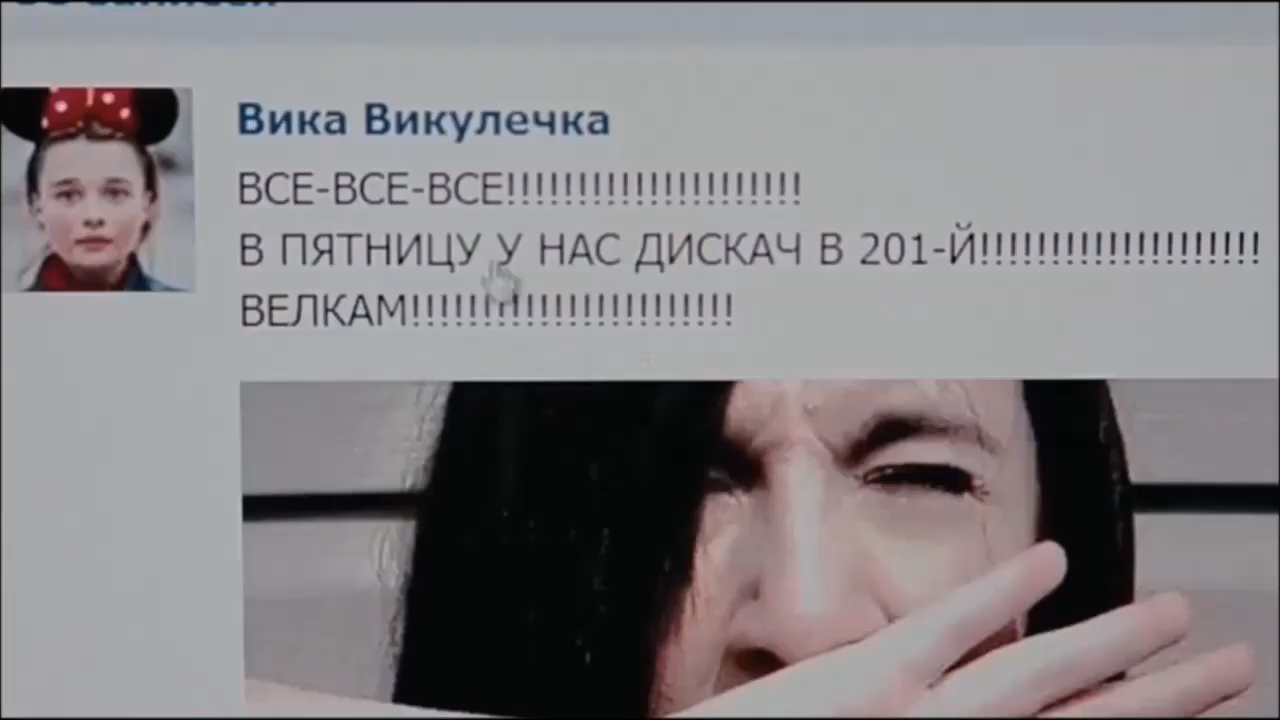 Вика Викулечка
ВСЕ-ВСЕ-ВСЕ!!!!!!!!!!!!!!!!!!!!!
В ПЯТНИЦУ У НАС ДИСКАЧ В 201-Й!!!!!!!!!!!!!!!!!!!!
ВЕЛКАМ!!!!!!!!!!!!!!!!!!!!!!!